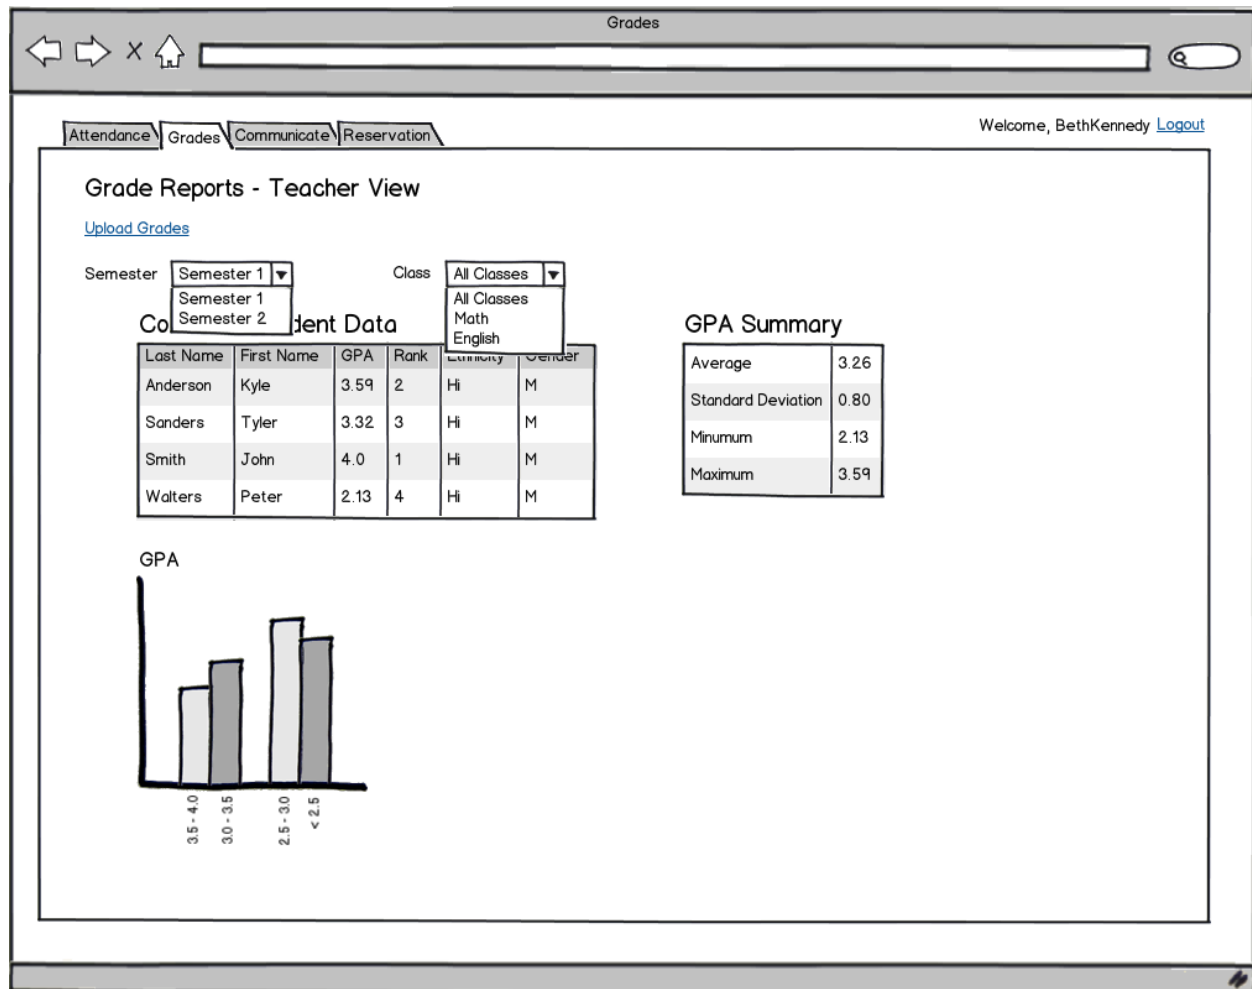 Grades
Attendance Grades Communicate Reservation
Welcome, BethKennedy Logout
Grade Reports - Teacher View
Upload Grades
Semester Semester 1 Class All Classes
Semester 1 All Classes
Semester 2 Math
English
Data GPA Summary
Last Name First Name GPA Rank Ethnicity Gender
Anderson Kyle 3.59 2 Hi M
Sanders Tyler 3.32 3 Hi M
Smith John 4.0 1 Hi M
Walters Peter 2.13 4 Hi M
Average 3.26
Standard Deviation 0.80
Minumum 2.13
Maximum 3.59
GPA
3.5 - 4.0
3.0 - 3.5
2.5 - 3.0
< 2.5